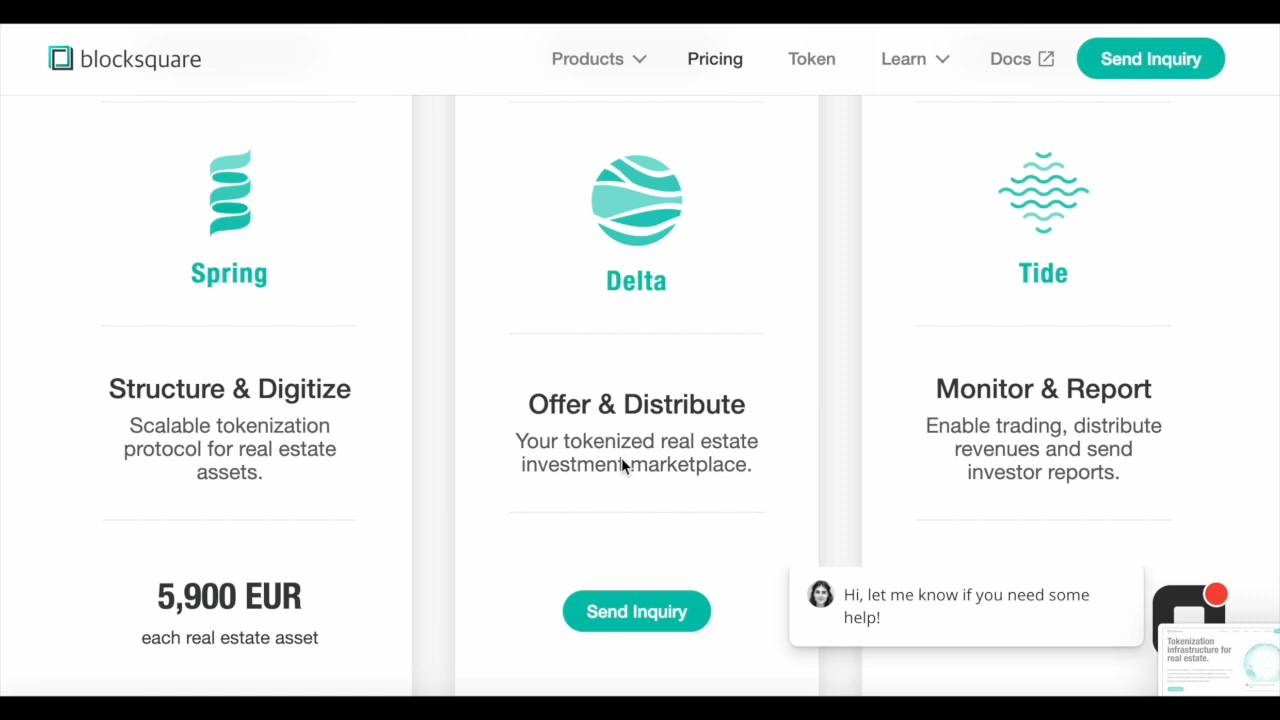 blocksquare
Products
Pricing
Token
Learn
Docs
Send Inquiry
Spring
Structure & Digitize
Scalable tokenization
protocol for real estate
assets.
5,900 EUR
each real estate asset
Delta
Offer & Distribute
Your tokenized real estate
investment marketplace.
Send Inquiry
Tide
Monitor & Report
Enable trading, distribute
revenues and send
investor reports.
Hi, let me know if you need some
help!
Tokenization
infrastructure for
real estate.